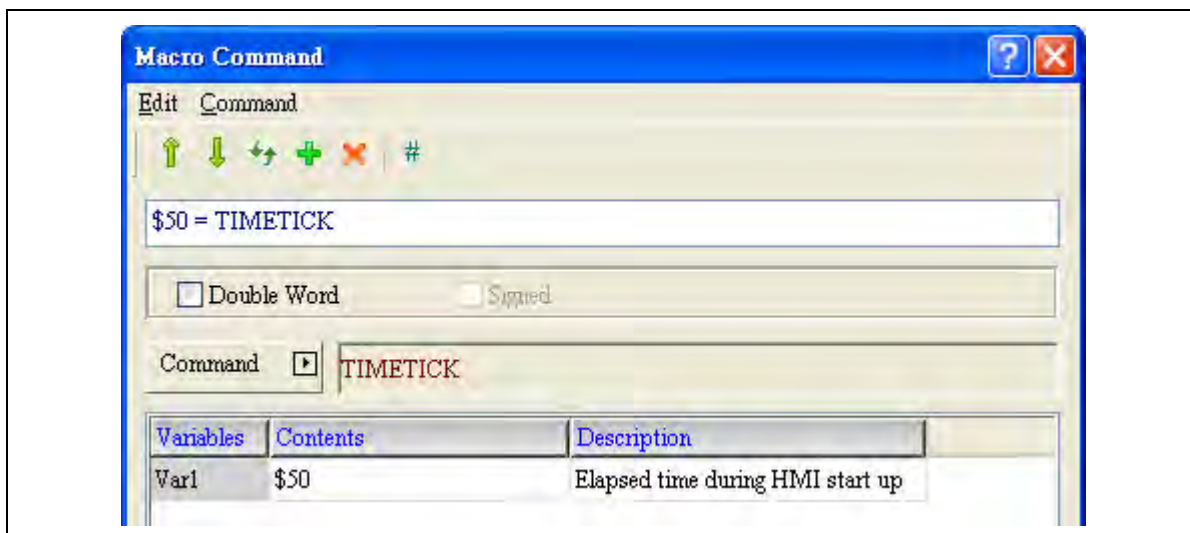 Macro Command
Edit Command
#
$50 = TIMETICK
Double Word Signed
Command TIMETICK
Variables Contents Description
Var1 $50 Elapsed time during HMI start up